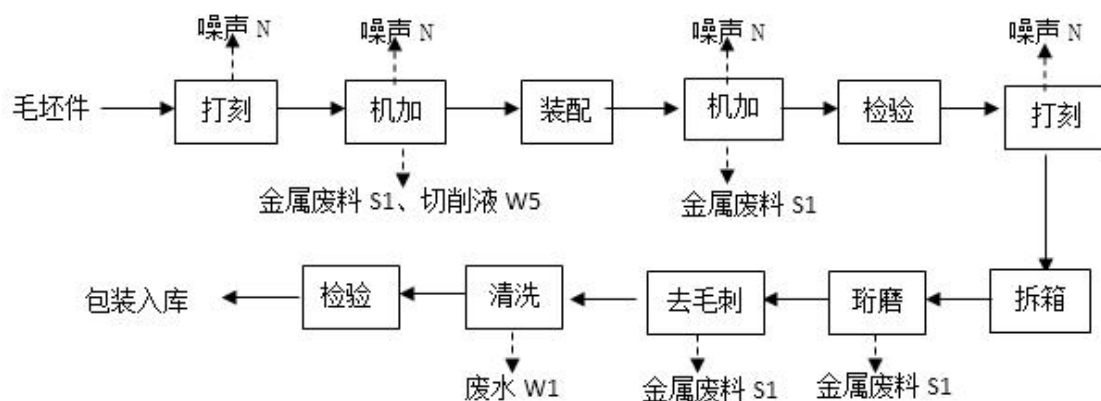 噪声 N
噪声 N
噪声 N
噪声 N
毛坯件
打刻
机加
装配
机加
检验
打刻
金属废料 S1、切削液 W5
金属废料 S1
包装入库
检验
清洗
去毛刺
珩磨
拆箱
废水 W1
金属废料 S1
金属废料 S1